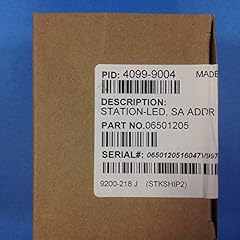 PID: 4099-9004 MADE
DESCRIPTION:
STATION-LED, SA ADDR
PART NO. 06501205
SERIAL#:
9200-218 J (STKSHIP2)